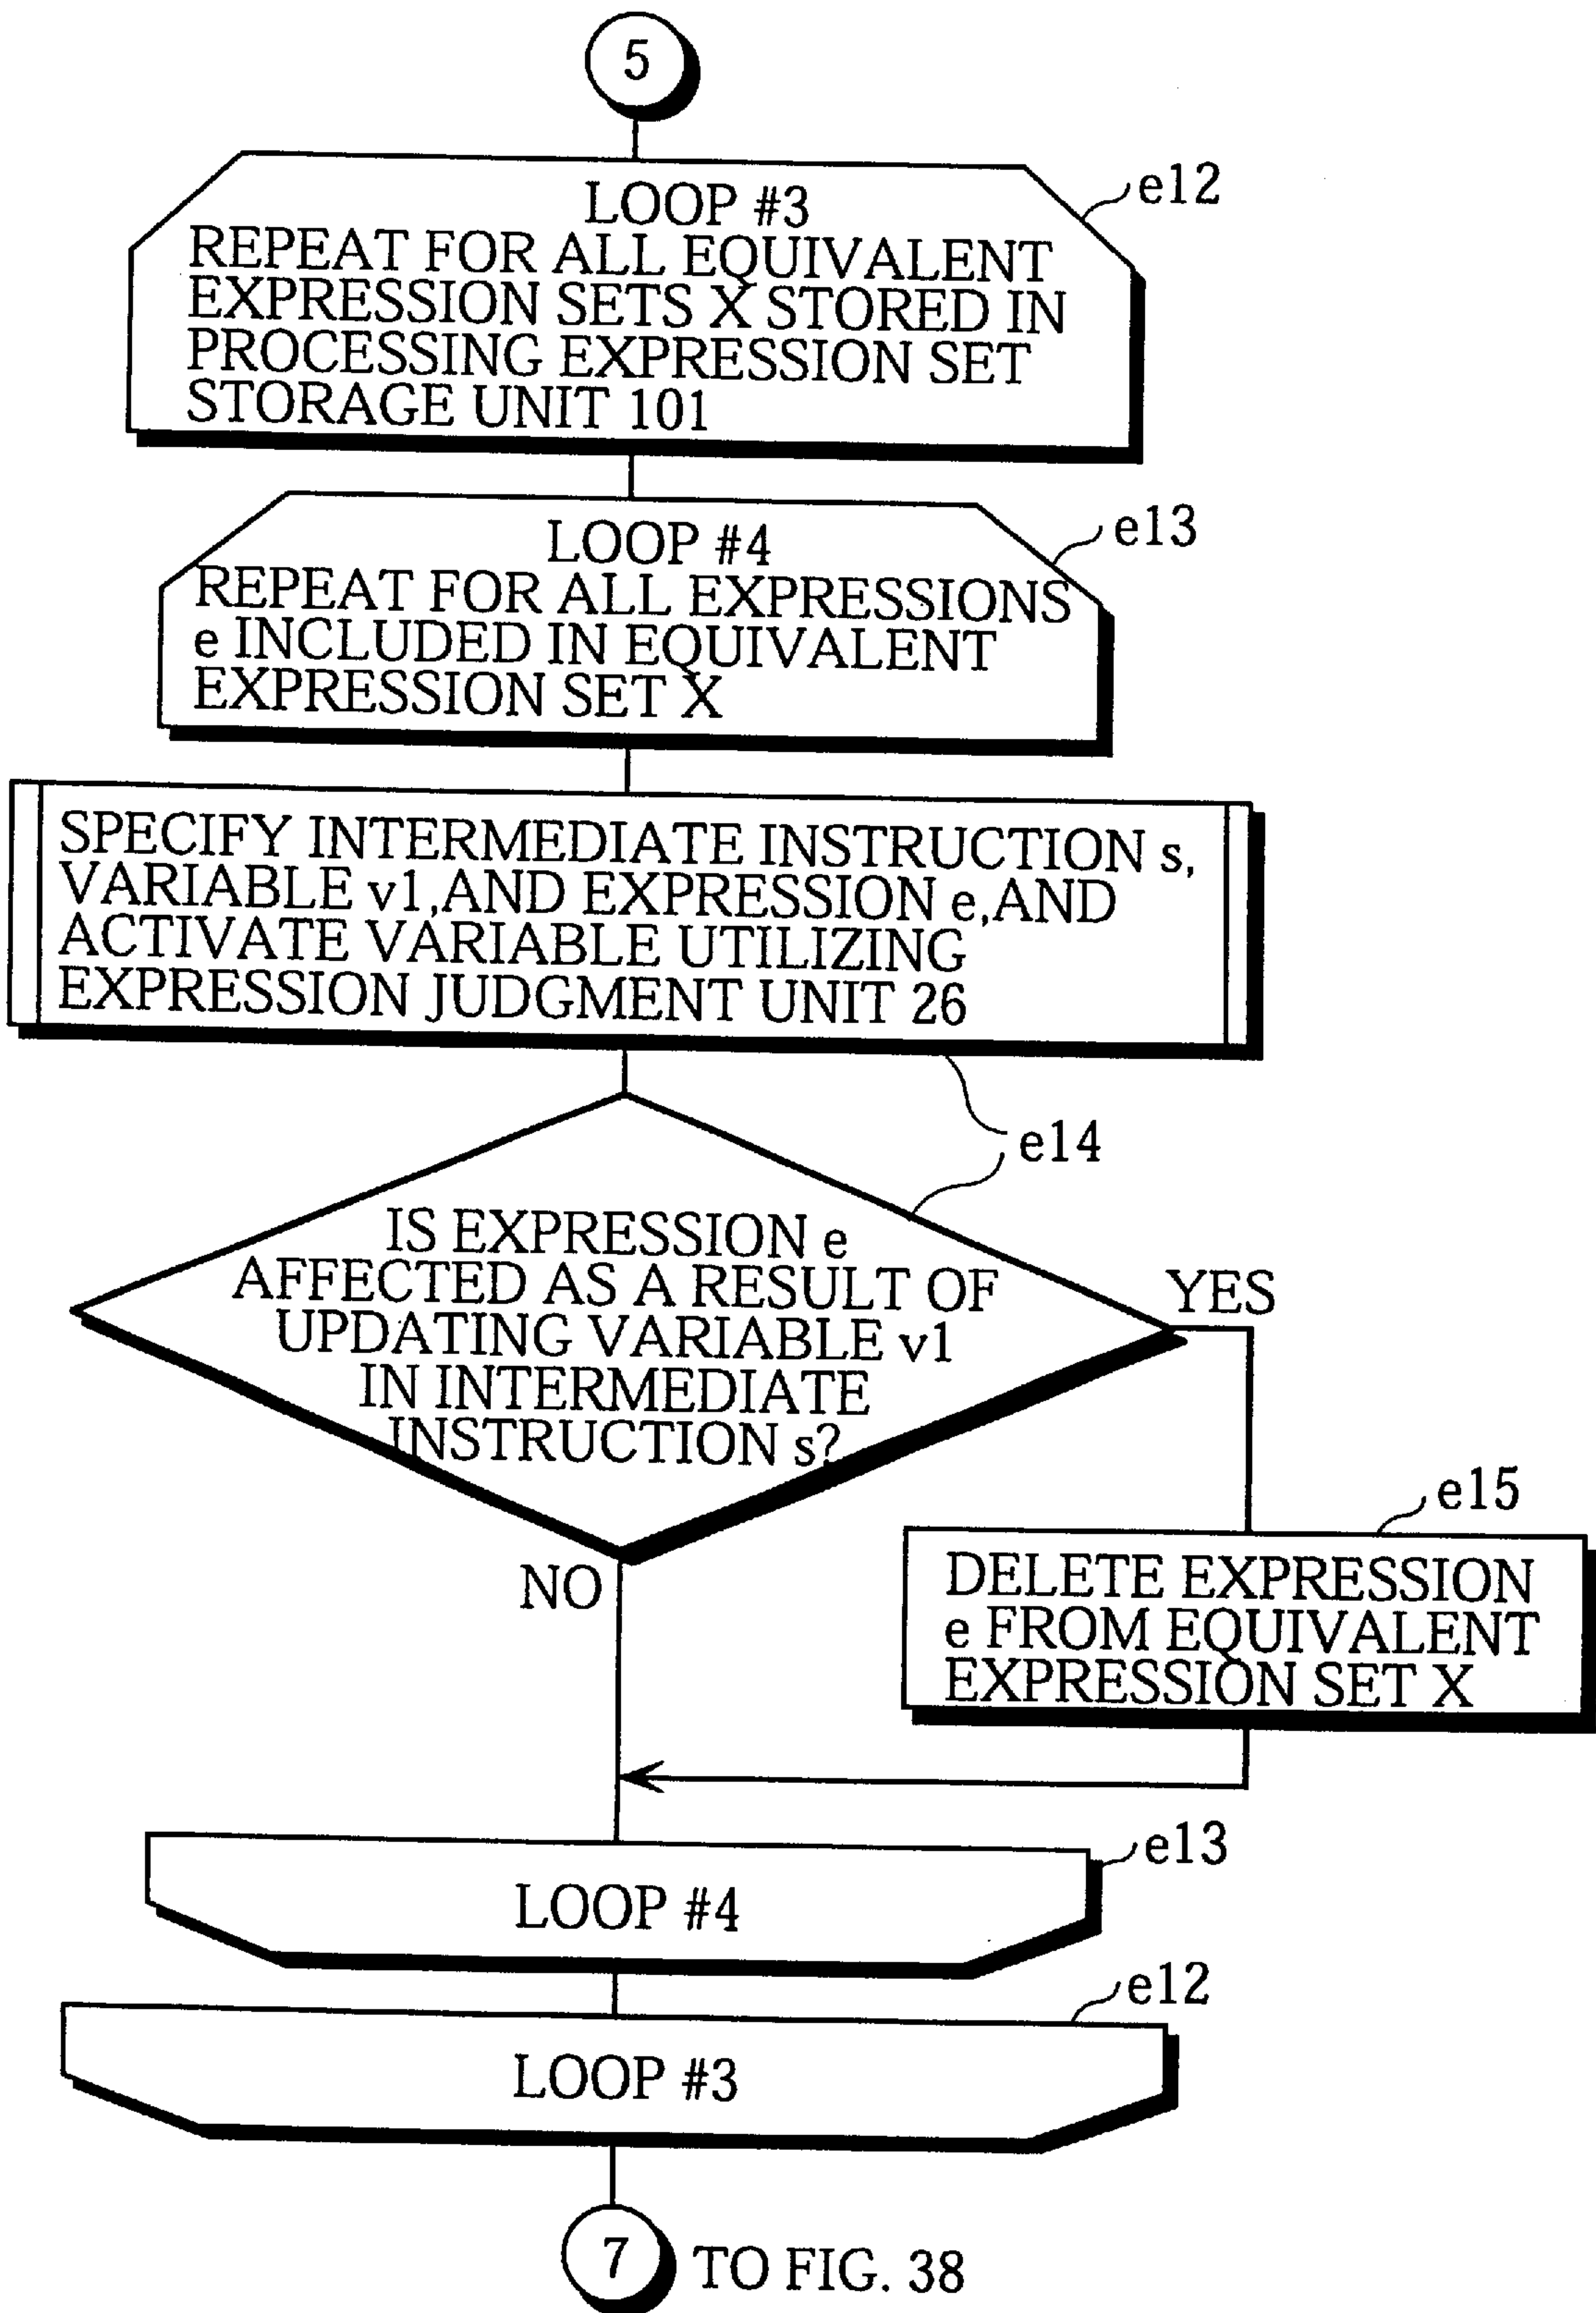 5
e12
LOOP #3
REPEAT FOR ALL EQUIVALENT
EXPRESSION SETS X STORED IN
PROCESSING EXPRESSION SET
STORAGE UNIT 101
e13
LOOP #4
REPEAT FOR ALL EXPRESSIONS
e INCLUDED IN EQUIVALENT
EXPRESSION SET X
SPECIFY INTERMEDIATE INSTRUCTION s,
VARIABLE v1,AND EXPRESSION e,AND
ACTIVATE VARIABLE UTILIZING
EXPRESSION JUDGMENT UNIT 26
e14
IS EXPRESSION e
AFFECTED AS A RESULT OF
UPDATING VARIABLE v1
IN INTERMEDIATE
INSTRUCTION s?
YES
NO
e15
DELETE EXPRESSION
e FROM EQUIVALENT
EXPRESSION SET X
e13
LOOP #4
e12
LOOP #3
7 TO FIG. 38